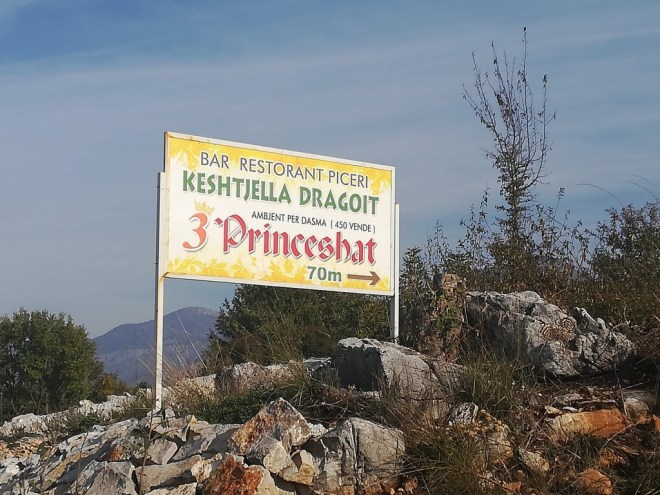 BAR RESTORANT PICERI
KESHTJELLA DRAGOIT
AMBJENT PER DASMA ( 450 VENDE )
3 Princeshat
70m